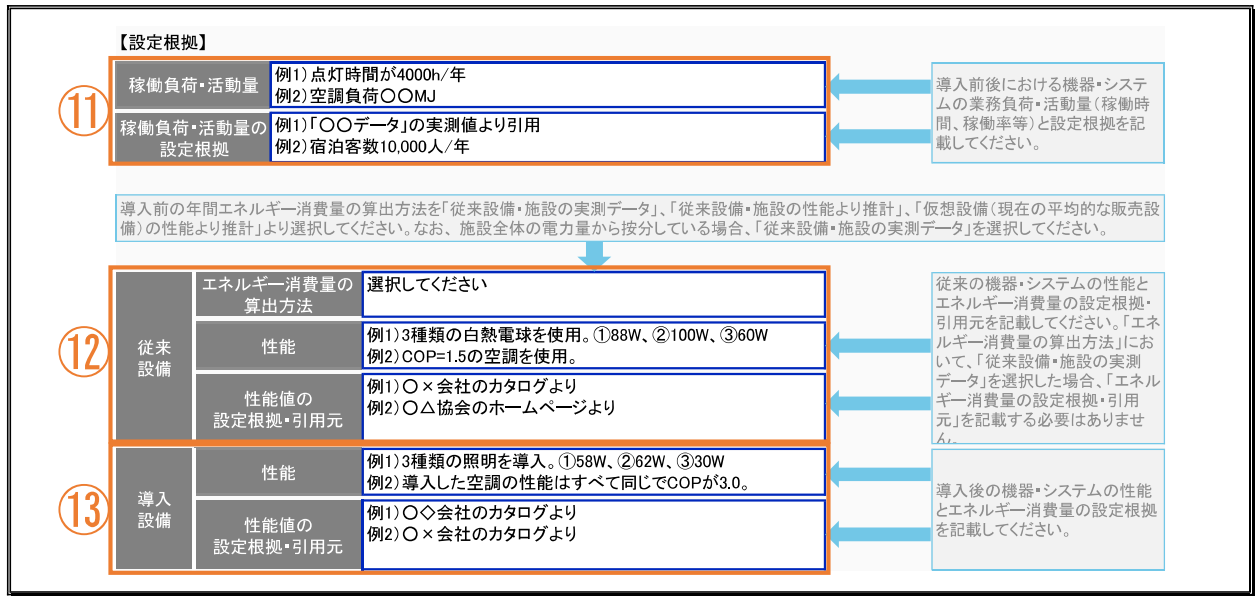 【設定根拠】
⑪
稼働負荷・活動量
例1)点灯時間が4000h/年
例2)空調負荷〇〇MJ
導入前後における機器・システ
ムの業務負荷・活動量(稼働時
間、稼働率等)と設定根拠を記
載してください。
稼働負荷・活動量の
設定根拠
例1)「〇〇データ」の実測値より引用
例2)宿泊客数10,000人/年
導入前の年間エネルギー消費量の算出方法を「従来設備・施設の実測データ」、「従来設備・施設の性能より推計」、「仮想設備(現在の平均的な販売設
備)の性能より推計」より選択してください。なお、施設全体の電力量から按分している場合、「従来設備・施設の実測データ」を選択してください。
⑫
従来
設備
エネルギー消費量の
算出方法
選択してください
性能
例1)3種類の白熱電球を使用。①88W、②100W、③60W
例2)COP=1.5の空調を使用。
性能値の
設定根拠・引用元
例1)〇×会社のカタログより
例2)〇△協会のホームページより
従来の機器・システムの性能と
エネルギー消費量の設定根拠・
引用元を記載してください。「エネ
ルギー消費量の算出方法」にお
いて、「従来設備・施設の実測
データ」を選択した場合、「エネル
ギー消費量の設定根拠・引用
元」を記載する必要はありませ
ん。
⑬
導入
設備
性能
例1)3種類の照明を導入。①58W、②62W、③30W
例2)導入した空調の性能はすべて同じでCOPが3.0。
性能値の
設定根拠・引用元
例1)〇◇会社のカタログより
例2)〇×会社のカタログより
導入後の機器・システムの性能
とエネルギー消費量の設定根拠
を記載してください。